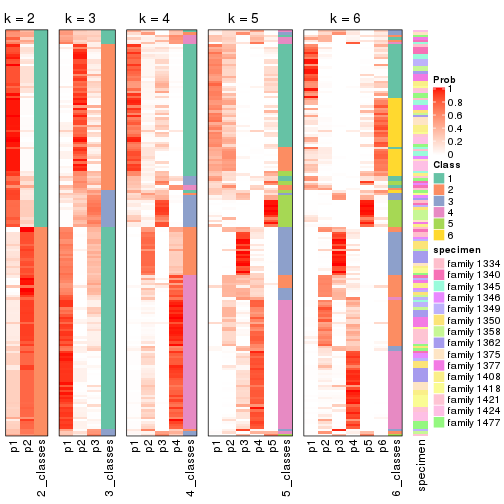 k = 2 k = 3 k = 4 k = 5 k = 6
Prob
1
0.8
0.6
0.4
0.2
0
Class
1
2
3
4
5
6
specimen
family 1334
family 1340
family 1345
family 1346
family 1349
family 1350
family 1358
family 1362
family 1375
family 1377
family 1408
family 1418
family 1421
family 1424
family 1477
p1 p2 2_classes p1 p2 p3 3_classes p1 p2 p3 p4 4_classes p1 p2 p3 p4 p5 5_classes p1 p2 p3 p4 p5 p6 6_classes specimen